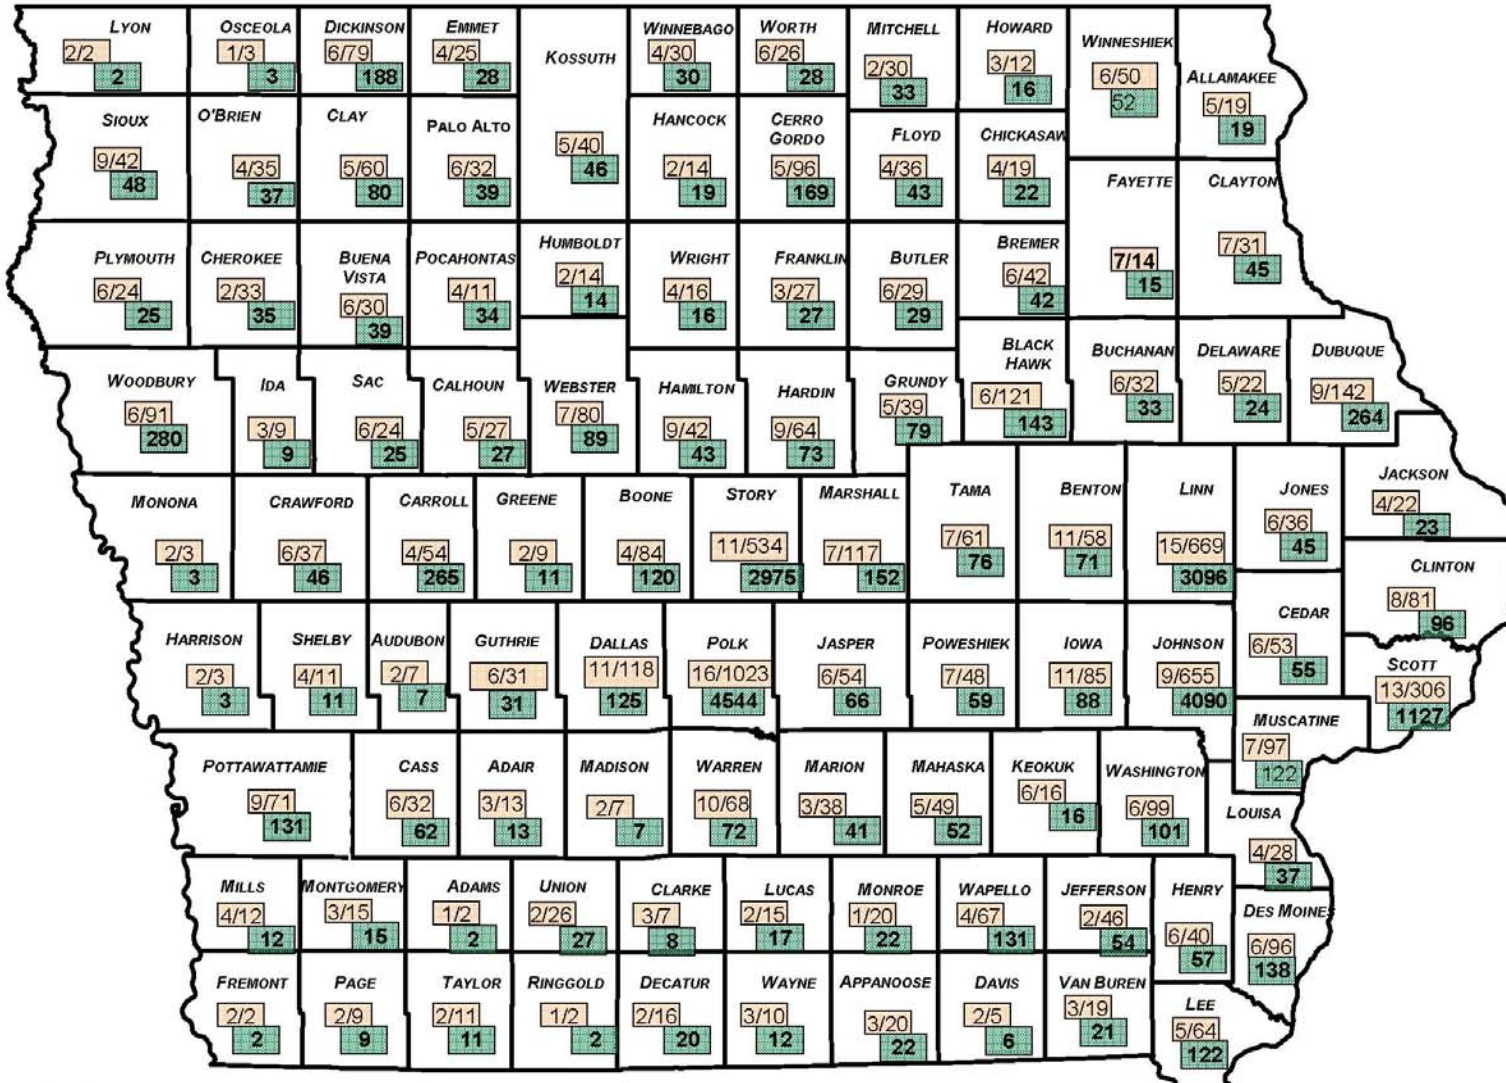 LYON
2/2
2
OSCEOLA
1/3
3
DICKINSON
6/79
188
EMMET
4/25
28
KOSSUTH
5/40
46
WINNEBAGO
4/30
30
WORTH
6/26
28
MITCHELL
2/30
33
HOWARD
3/12
16
WINNESHIEK
6/50
52
ALLAMAKEE
5/19
19
SIOUX
9/42
48
O'BRIEN
4/35
37
CLAY
5/60
80
PALO ALTO
6/32
39
HANCOCK
2/14
19
CERRO
GORDO
5/96
169
FLOYD
4/36
43
CHICKASAW
4/19
22
FAYETTE
7/14
15
CLAYTON
7/31
45
PLYMOUTH
6/24
25
CHEROKEE
2/33
35
BUENA
VISTA
6/30
39
POCAHONTAS
4/11
34
HUMBOLDT
2/14
14
WRIGHT
4/16
16
FRANKLIN
3/27
27
BUTLER
6/29
29
BREMER
6/42
42
WOODBURY
6/91
280
IDA
3/9
9
SAC
6/24
25
CALHOUN
5/27
27
WEBSTER
7/80
89
HAMILTON
9/42
43
HARDIN
9/64
73
GRUNDY
5/39
79
BLACK
HAWK
6/121
143
BUCHANAN
6/32
33
DELAWARE
5/22
24
DUBUQUE
9/142
264
MONONA
2/3
3
CRAWFORD
6/37
46
CARROLL
4/54
265
GREENE
2/9
11
BOONE
4/84
120
STORY
11/534
2975
MARSHALL
7/117
152
TAMA
7/61
76
BENTON
11/58
71
LINN
15/669
3096
JONES
6/36
45
JACKSON
4/22
23
CLINTON
8/81
96
HARRISON
2/3
3
SHELBY
4/11
11
AUDUBON
2/7
7
GUTHRIE
6/31
31
DALLAS
11/118
125
POLK
16/1023
4544
JASPER
6/54
66
POWESHIEK
7/48
59
IOWA
11/85
88
JOHNSON
9/655
4090
CEDAR
6/53
55
SCOTT
13/306
1127
MUSCATINE
7/97
122
POTTAWATTAMIE
9/71
131
CASS
6/32
62
ADAIR
3/13
13
MADISON
2/7
7
WARREN
10/68
72
MARION
3/38
41
MAHASKA
5/49
52
KEOKUK
6/16
16
WASHINGTON
6/99
101
LOUISA
4/28
37
MILLS
4/12
12
MONTGOMERY
3/15
15
ADAMS
1/2
2
UNION
2/26
27
CLARKE
3/7
8
LUCAS
2/15
17
MONROE
1/20
22
WAPELLO
4/67
131
JEFFERSON
2/46
54
HENRY
6/40
57
DES MOINES
6/96
138
FREMONT
2/2
2
PAGE
2/9
9
TAYLOR
2/11
11
RINGGOLD
1/2
2
DECATUR
2/16
20
WAYNE
3/10
12
APPANOOSE
3/20
22
DAVIS
2/5
6
VAN BUREN
3/19
21
LEE
5/64
122